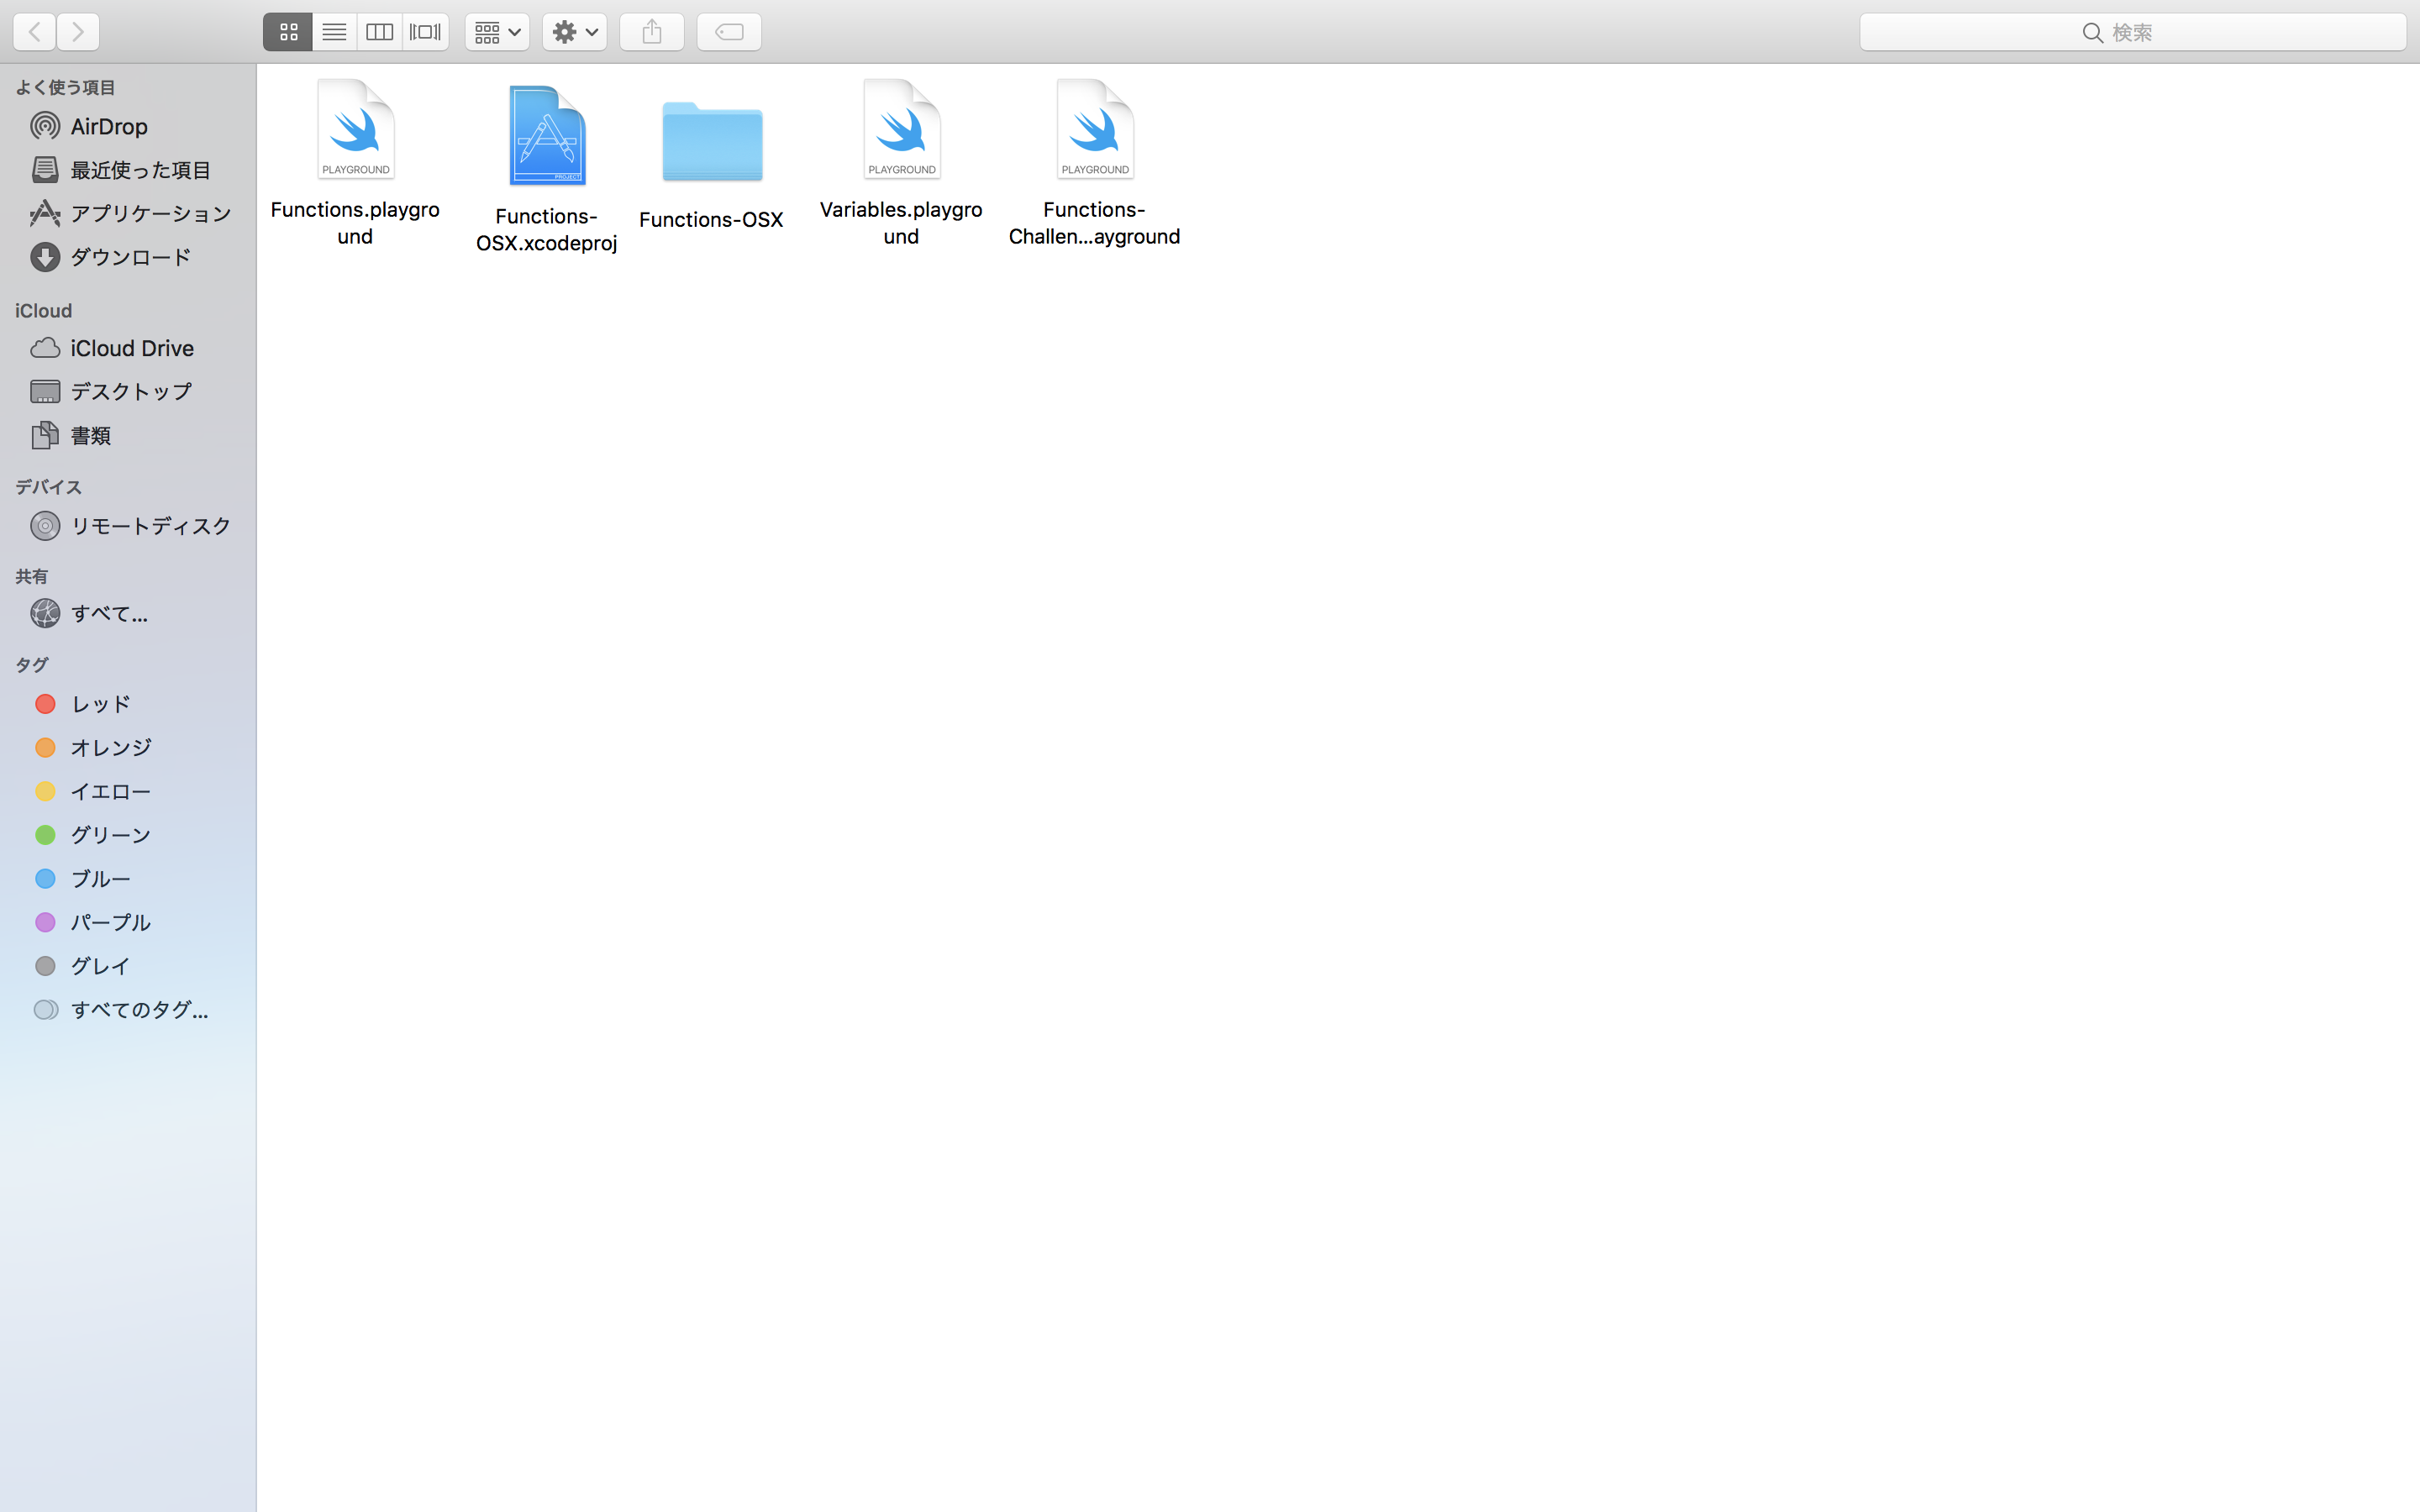 検索
よく使う項目
AirDrop
最近使った項目
アプリケーション
ダウンロード
iCloud
iCloud Drive
デスクトップ
書類
デバイス
リモートディスク
共有
すべて...
タグ
レッド
オレンジ
イエロー
グリーン
ブルー
パープル
グレイ
すべてのタグ...
PLAYGROUND
Functions.playgro
und
PROJECT
Functions-
OSX.xcodeproj
Functions-OSX
PLAYGROUND
Variables.playgro
und
PLAYGROUND
Functions-
Challen...ayground